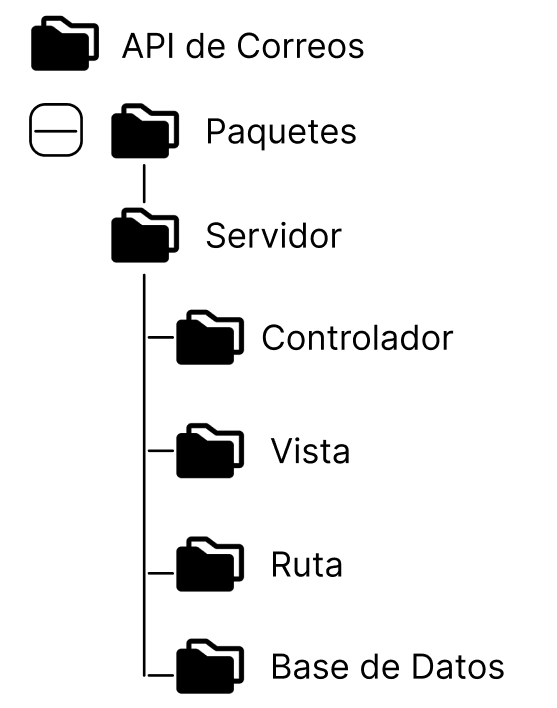 API de Correos
Paquetes
Servidor
Controlador
Vista
Ruta
Base de Datos